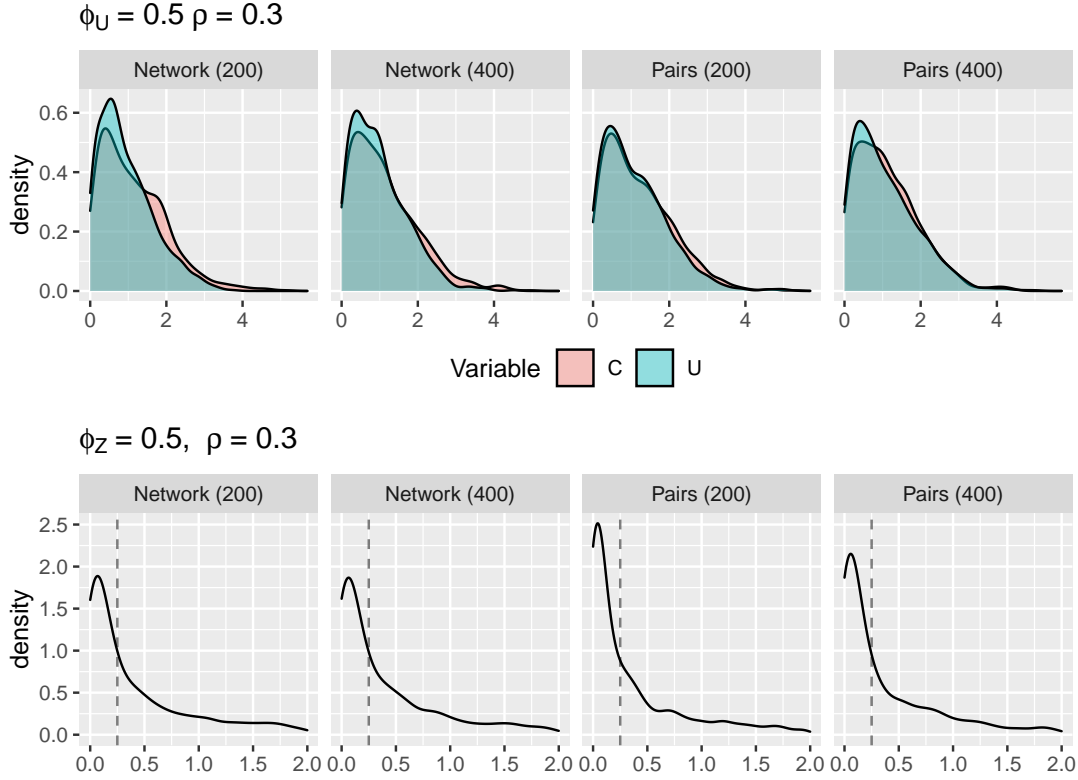 ϕU = 0.5 ρ = 0.3
Network (200) Network (400) Pairs (200) Pairs (400)
density
0.6
0.4
0.2
0.0
0 2 4 0 2 4 0 2 4 0 2 4
Variable C U
ϕZ = 0.5, ρ = 0.3
Network (200) Network (400) Pairs (200) Pairs (400)
density
2.5
2.0
1.5
1.0
0.5
0.0
0.0 0.5 1.0 1.5 2.0 0.0 0.5 1.0 1.5 2.0 0.0 0.5 1.0 1.5 2.0 0.0 0.5 1.0 1.5 2.0